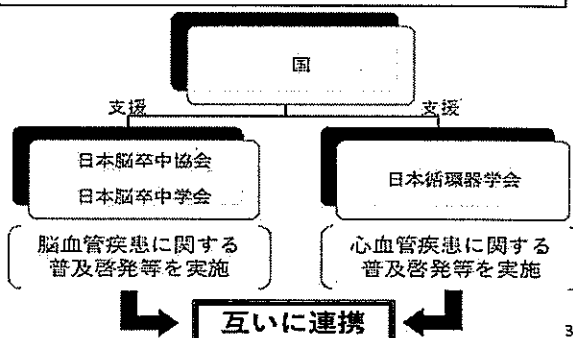 国
支援
支援
日本脳卒中協会
日本脳卒中学会
日本循環器学会
脳血管疾患に関する
普及啓発等を実施
心血管疾患に関する
普及啓発等を実施
互いに連携
3